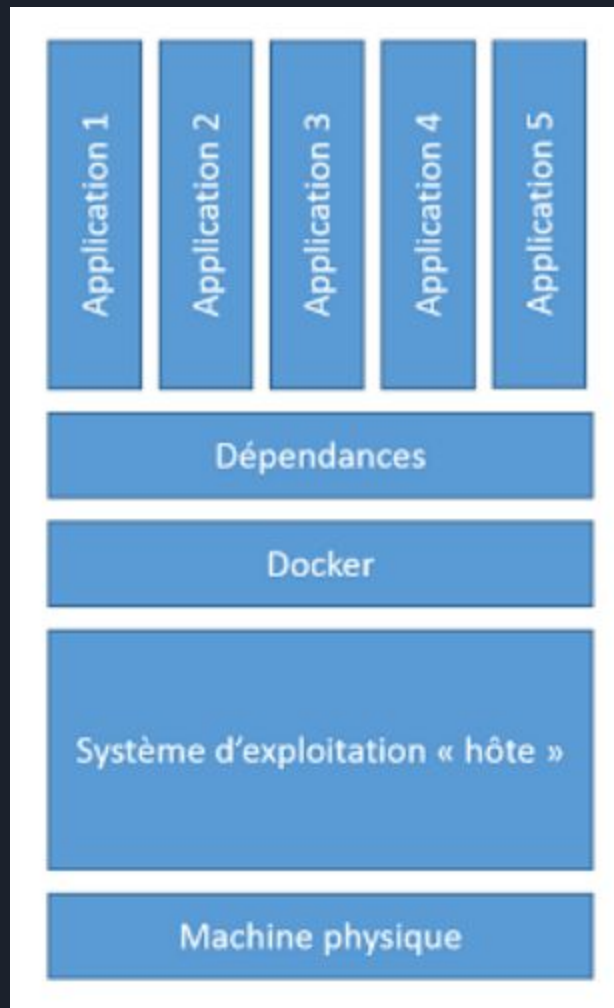 Application 1
Application 2
Application 3
Application 4
Application 5
Dépendances
Docker
Système d'exploitation « hôte »
Machine physique